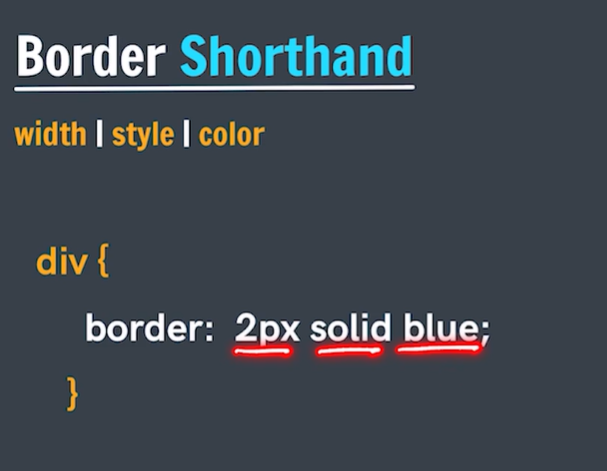 Border Shorthand
width | style | color
div {
border: 2px solid blue;
}